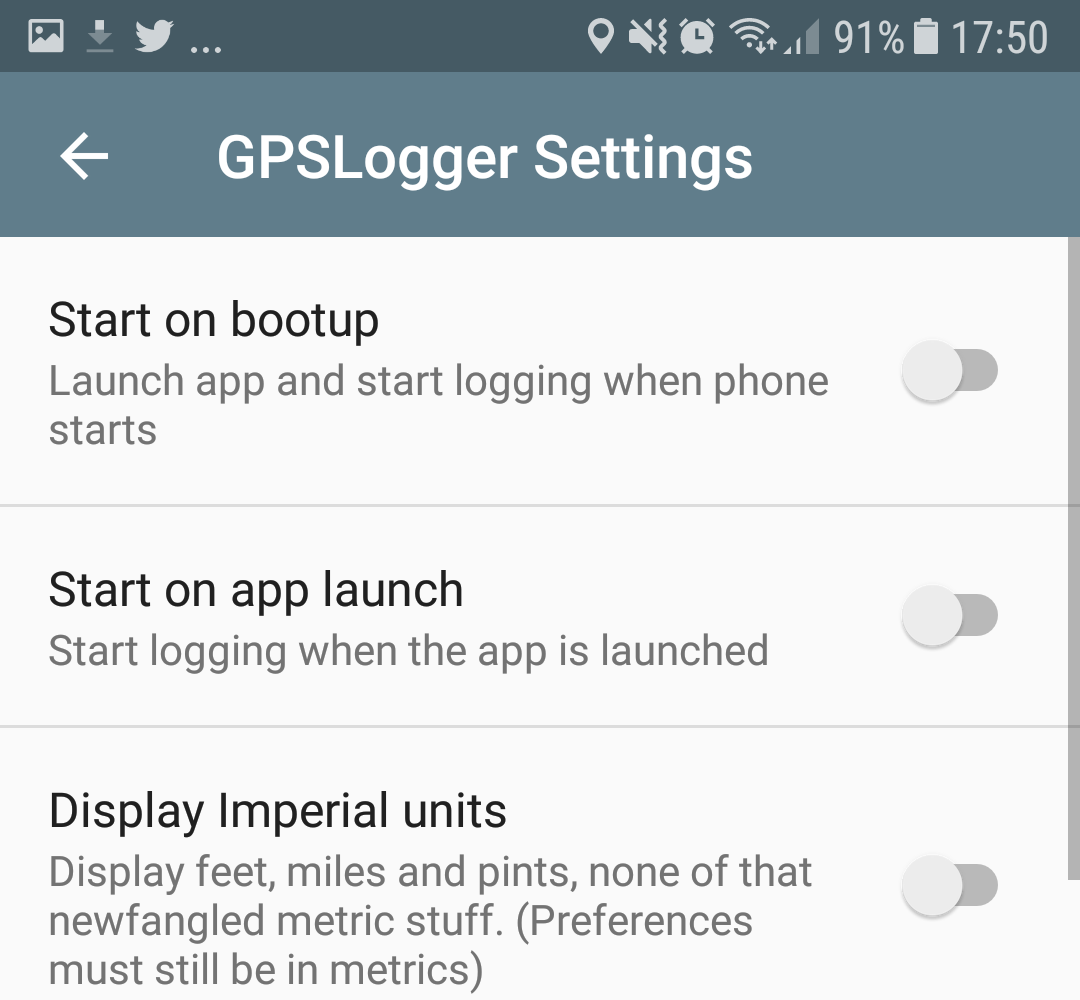 91% 17:50
GPSLogger Settings
Start on bootup
Launch app and start logging when phone
starts
Start on app launch
Start logging when the app is launched
Display Imperial units
Display feet, miles and pints, none of that
newfangled metric stuff. (Preferences
must still be in metrics)